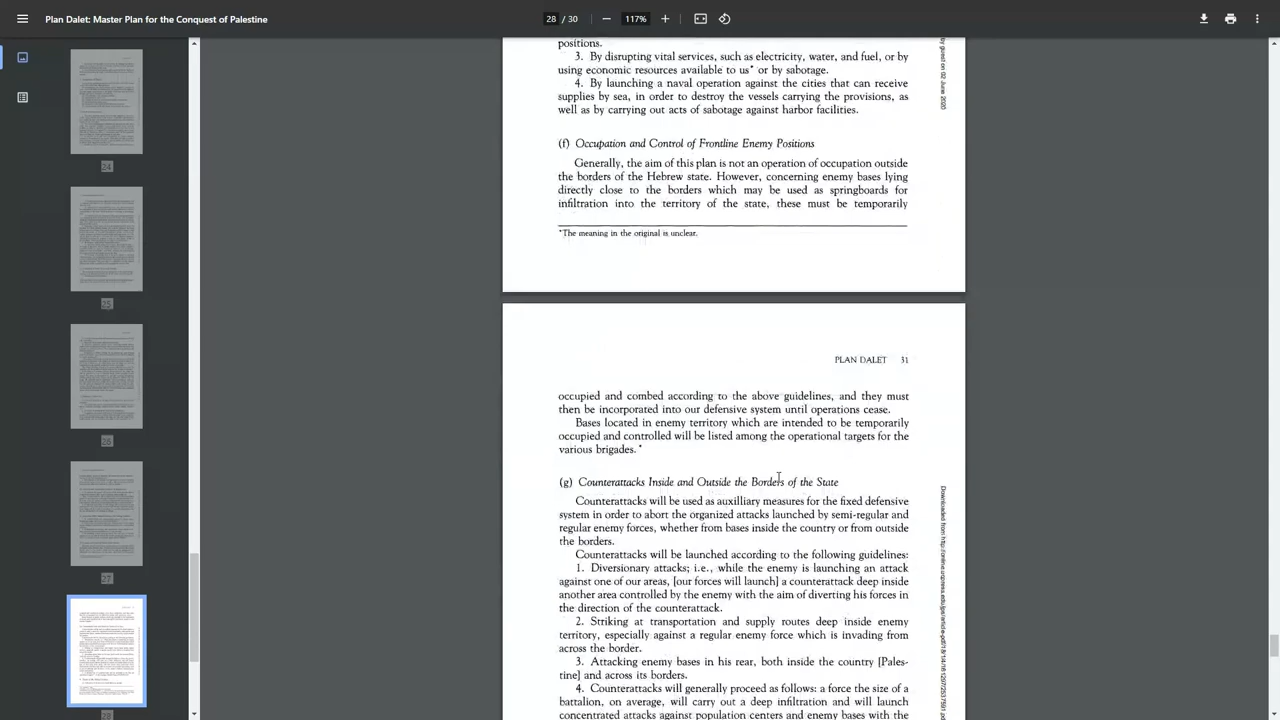 Plan Dalet: Master Plan for the Conquest of Palestine
28 / 30
117%
24
25
26
27
28
positions.
3. By disrupting vital services, such as electricity, water, and fuel, or by
using economic resources available to us* or by sabotage.
4. By launching a naval operation against the cities that can receive
supplies by sea, in order to destroy the vessels carrying the provisions, as
well as by carrying out acts of sabotage against harbor facilities.
(f) Occupation and Control of Frontline Enemy Positions
Generally, the aim of this plan is not an operation of occupation outside
the borders of the Hebrew state. However, concerning enemy bases lying
directly close to the borders which may be used as springboards for
infiltration into the territory of the state, these must be temporarily
*The meaning in the original is unclear.
by guest on 02 June 2020
PLAN DALET 31
occupied and combed according to the above guidelines, and they must
then be incorporated into our defensive system until operations cease.
Bases located in enemy territory which are intended to be temporarily
occupied and controlled will be listed among the operational targets for the
various brigades.*
(g) Counterattacks Inside and Outside the Borders of the State
Counterattacks will be used as auxilliary measures for the fixed defensive
system in order to abort the organized attacks launched by semi-regular and
regular enemy forces, whether from bases inside the country or from outside
the borders.
Counterattacks will be launched according to the following guidelines:
1. Diversionary attacks; i.e., while the enemy is launching an attack
against one of our areas, [our forces will launch] a counterattack deep inside
another area controlled by the enemy with the aim of diverting his forces in
the direction of the counterattack.
2. Striking at transportation and supply routes deep inside enemy
territory, especially against a regular enemy force which is invading from
across the border.
3. Attacking enemy bases in his rear, both inside the country [Pales-
tine] and across its borders.
4. Counterattacks will generally proceed as follows: a force the size of a
battalion, on average, will carry out a deep infiltration and will launch
concentrated attacks against population centers and enemy bases with the